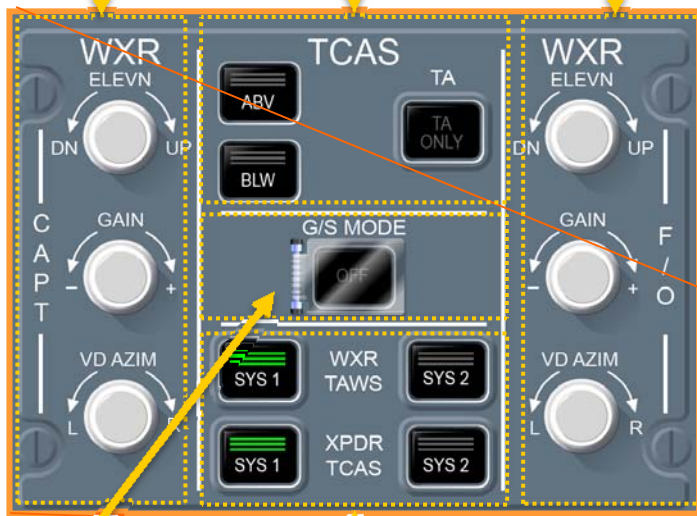 WXR
ELEVN
DN UP
GAIN
- +
VD AZIM
L R
CAPT
TCAS
ABV
BLW
TA
TA
ONLY
G/S MODE
OFF
SYS 1
WXR
TAWS
SYS 2
SYS 1
XPDR
TCAS
SYS 2
WXR
ELEVN
DN UP
GAIN
- +
VD AZIM
L R
F/O